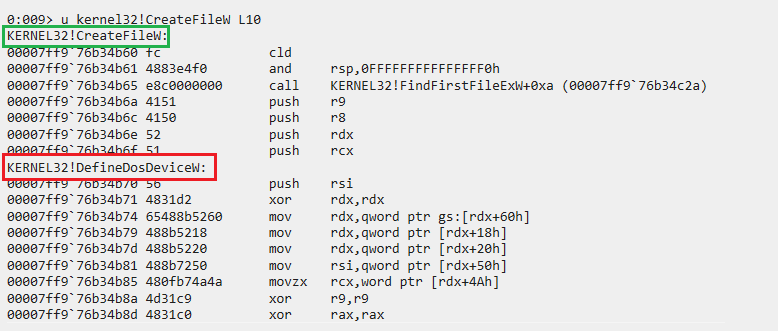 0:009> u kernel32!CreateFileW L10
KERNEL32!CreateFileW:
00007ff9`76b34b60 fc              cld
00007ff9`76b34b61 4883e4f0        and     rsp,0FFFFFFFFFFFFFFF0h
00007ff9`76b34b65 e8c0000000      call    KERNEL32!FindFirstFileExW+0xa (00007ff9`76b34c2a)
00007ff9`76b34b6a 4151            push    r9
00007ff9`76b34b6c 4150            push    r8
00007ff9`76b34b6e 52              push    rdx
00007ff9`76b34b6f 51              push    rcx
KERNEL32!DefineDosDeviceW:
00007ff9`76b34b70 56              push    rsi
00007ff9`76b34b71 4831d2          xor     rdx,rdx
00007ff9`76b34b74 65488b5260      mov     rdx,qword ptr gs:[rdx+60h]
00007ff9`76b34b79 488b5218        mov     rdx,qword ptr [rdx+18h]
00007ff9`76b34b7d 488b5220        mov     rdx,qword ptr [rdx+20h]
00007ff9`76b34b81 488b7250        mov     rsi,qword ptr [rdx+50h]
00007ff9`76b34b85 480fb74a4a      movzx   rcx,word ptr [rdx+4Ah]
00007ff9`76b34b8a 4d31c9          xor     r9,r9
00007ff9`76b34b8d 4831c0          xor     rax,rax